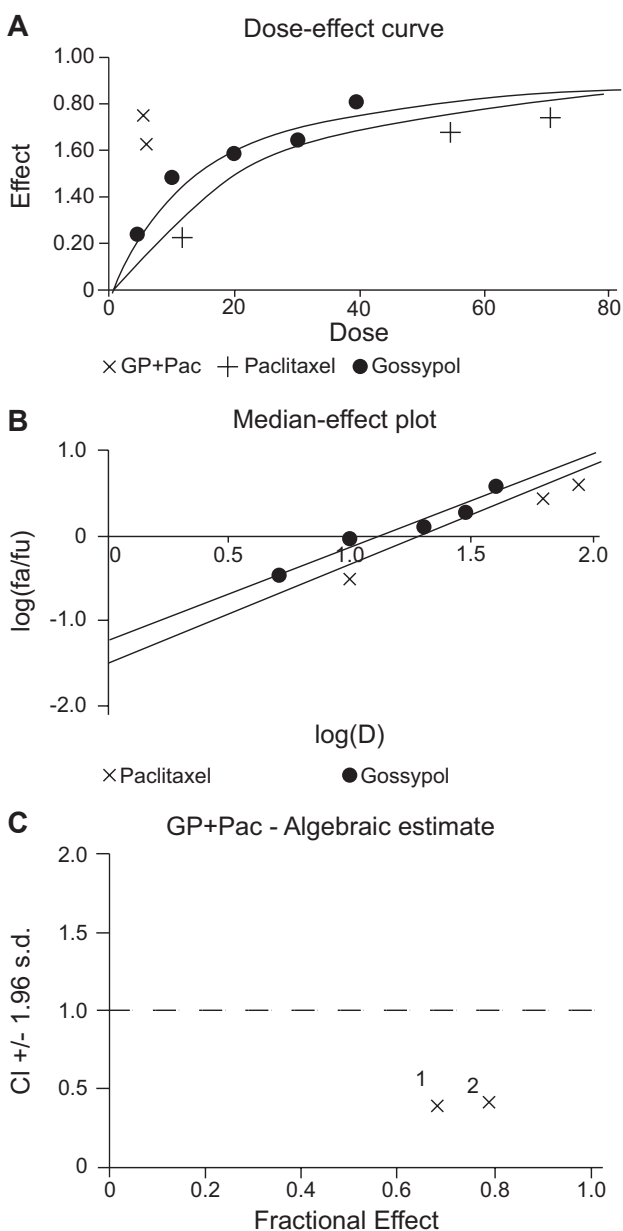 A
Dose-effect curve
1.00
0.80
1.60
1.40
0.20
0
Effect
0 20 40 60 80
Dose
× GP+Pac + Paclitaxel ● Gossypol
B
Median-effect plot
1.0
0
-1.0
-2.0
log(fa/fu)
0 0.5 1.0 1.5 2.0
log(D)
× Paclitaxel ● Gossypol
C
GP+Pac - Algebraic estimate
2.0
1.5
1.0
0.5
0
CI +/- 1.96 s.d.
1 2
0 0.2 0.4 0.6 0.8 1.0
Fractional Effect